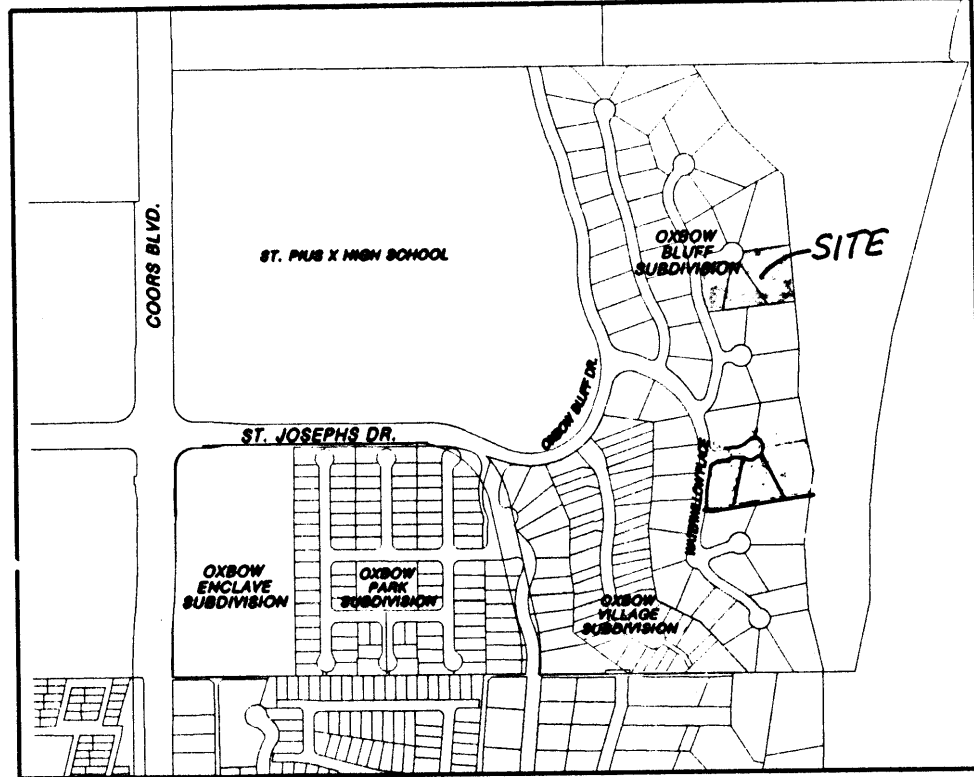 COORS BLVD.
ST. PIUS X HIGH SCHOOL
OXBOW
BLUFF
SUBDIVISION
SITE
OXBOW BLUFF DR.
ST. JOSEPHS DR.
OXBOW
ENCLAVE
SUBDIVISION
OXBOW
PARK
SUBDIVISION
PLACE
OXBOW
VILLAGE
SUBDIVISION